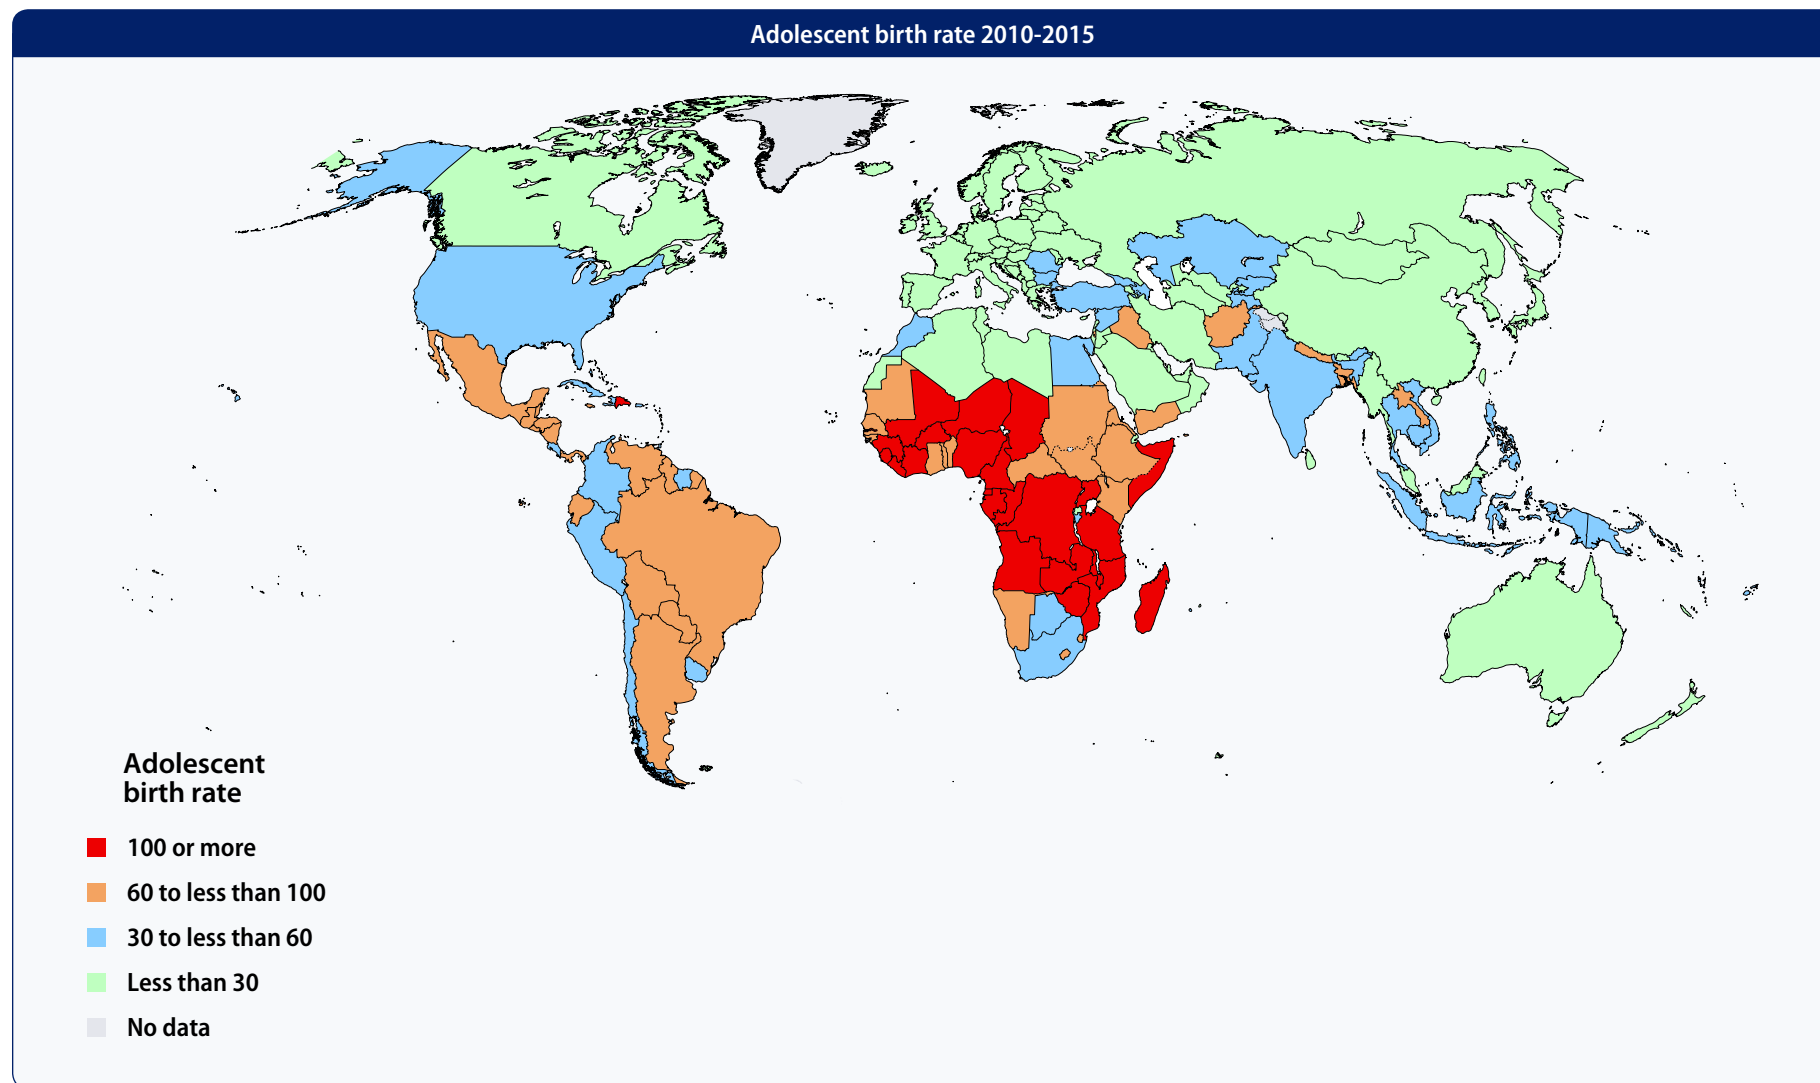 Adolescent birth rate 2010-2015
Adolescent
birth rate
100 or more
60 to less than 100
30 to less than 60
Less than 30
No data